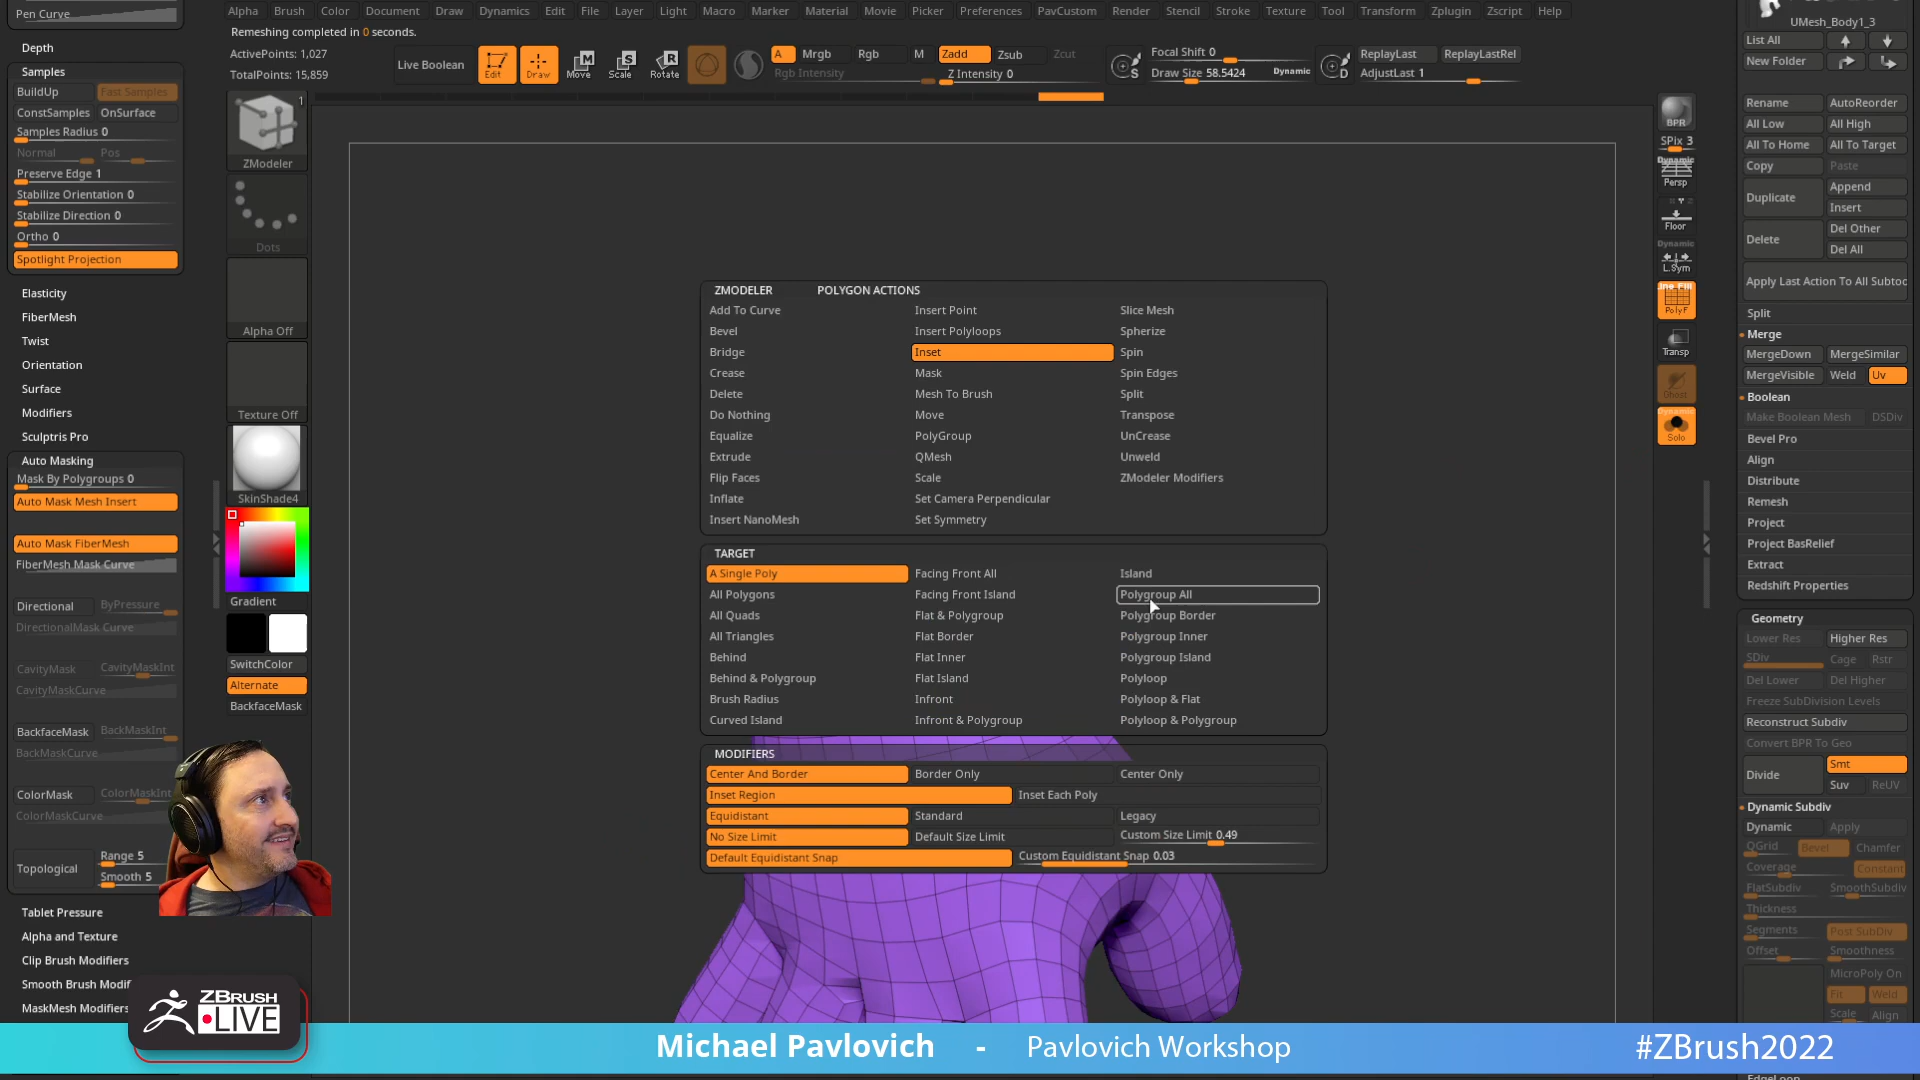 Alpha Brush Color Document Draw Dynamics Edit File Layer Light Macro Marker Material Movie Picker Preferences PavCustom Render Stencil Stroke Texture Tool Transform Zplugin Zscript Help
Remeshing completed in 0 seconds.
ActivePoints: 1,027
TotalPoints: 15,859
Live Boolean
Edit
Draw
Move
Scale
Rotate
A
Mrgb
Rgb
M
Zadd
Zsub
Zcut
Rgb Intensity
Z Intensity 0
Focal Shift 0
Draw Size 58.5424
Dynamic
ReplayLast
ReplayLastRel
AdjustLast 1
Pen Curve
Depth
Samples
BuildUp Fast Samples
ConstSamples OnSurface
Samples Radius 0
Normal Pos
Preserve Edge 1
Stabilize Orientation 0
Stabilize Direction 0
Ortho 0
Spotlight Projection
Elasticity
FiberMesh
Twist
Orientation
Surface
Modifiers
Sculptris Pro
Auto Masking
Mask By Polygroups 0
Auto Mask Mesh Insert
Auto Mask FiberMesh
FiberMesh Mask Curve
Directional ByPressure
DirectionalMask Curve
CavityMask CavityMaskInt
CavityMaskCurve
BackfaceMask BackMaskInt
BackMaskCurve
ColorMask ColorMaskInt
ColorMaskCurve
Topological Range 5
Smooth 5
Tablet Pressure
Alpha and Texture
Clip Brush Modifiers
Smooth Brush Modif
MaskMesh Modifiers
1
ZModeler
Dots
Alpha Off
Texture Off
SkinShade4
Gradient
SwitchColor
Alternate
BackfaceMask
ZMODELER POLYGON ACTIONS
Add To Curve Insert Point Slice Mesh
Bevel Insert Polyloops Spherize
Bridge Inset Spin
Crease Mask Spin Edges
Delete Mesh To Brush Split
Do Nothing Move Transpose
Equalize PolyGroup UnCrease
Extrude QMesh Unweld
Flip Faces Scale ZModeler Modifiers
Inflate Set Camera Perpendicular
Insert NanoMesh Set Symmetry
TARGET
A Single Poly Facing Front All Island
All Polygons Facing Front Island Polygroup All
All Quads Flat & Polygroup Polygroup Border
All Triangles Flat Border Polygroup Inner
Behind Flat Inner Polygroup Island
Behind & Polygroup Flat Island Polyloop
Brush Radius Infront Polyloop & Flat
Curved Island Infront & Polygroup Polyloop & Polygroup
MODIFIERS
Center And Border Border Only Center Only
Inset Region Inset Each Poly
Equidistant Standard Legacy
No Size Limit Default Size Limit Custom Size Limit 0.49
Default Equidistant Snap Custom Equidistant Snap 0.03
BPR
SPix 3
Dynamic
Persp
Floor
Dynamic
L.Sym
Line Fill
PolyF
Transp
Ghost
Dynamic
Solo
UMesh_Body1_3
List All
New Folder
Rename AutoReorder
All Low All High
All To Home All To Target
Copy Paste
Duplicate Append
Insert
Delete Del Other
Del All
Apply Last Action To All Subtoo
Split
Merge
MergeDown MergeSimilar
MergeVisible Weld Uv
Boolean
Make Boolean Mesh DSDiv
Bevel Pro
Align
Distribute
Remesh
Project
Project BasRelief
Extract
Redshift Properties
Geometry
Lower Res Higher Res
SDiv Cage Rstr
Del Lower Del Higher
Freeze SubDivision Levels
Reconstruct Subdiv
Convert BPR To Geo
Divide Smt
Suv ReUV
Dynamic Subdiv
Dynamic Apply
QGrid Bevel Chamfer
Coverage Constant
FlatSubdiv SmoothSubdiv
Thickness
Segments Post SubDiv
Offset Smoothness
MicroPoly On
Fit Weld
Scale Align
EdgeLoop
ZBRUSH
LIVE
Michael Pavlovich - Pavlovich Workshop #ZBrush2022